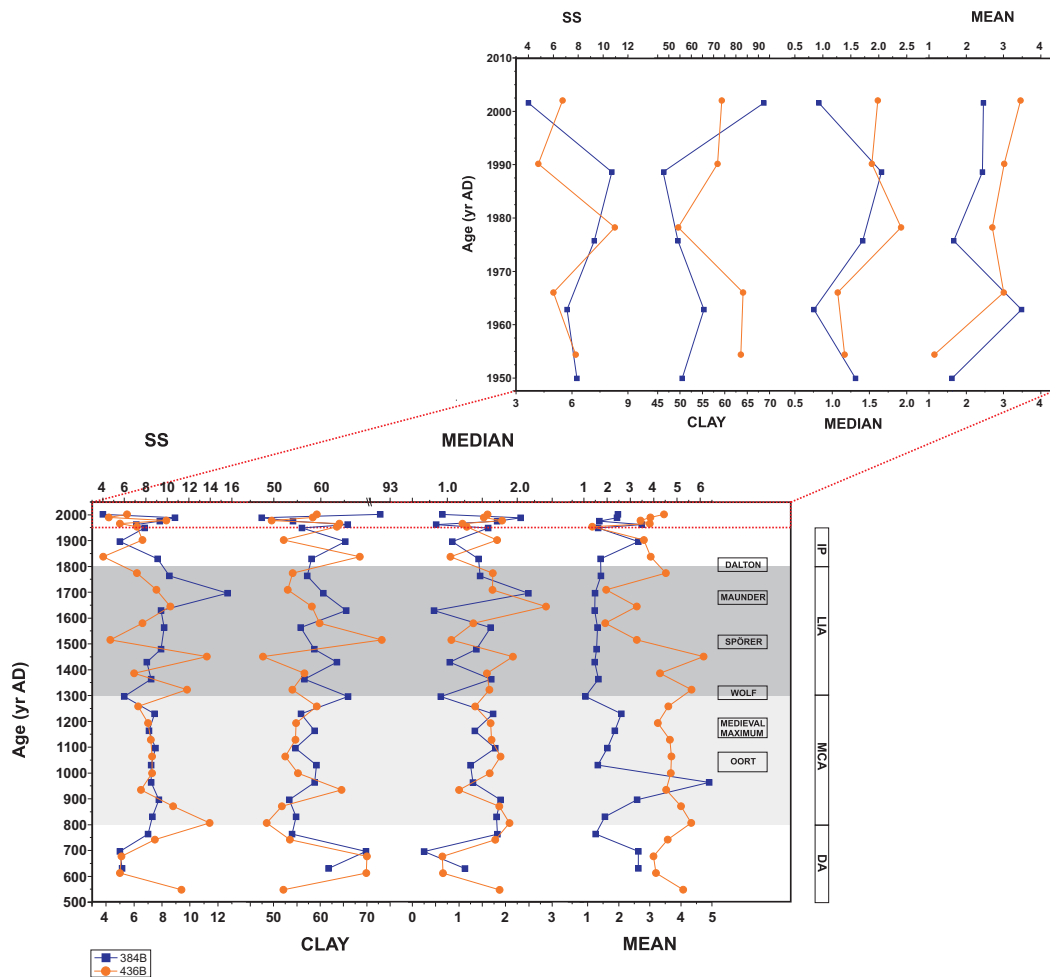 SS MEAN
4 6 8 10 12 50 60 70 80 90 0.5 1.0 1.5 2.0 2.5 1 2 3 4
2010
2000
1990
1980
1970
1960
1950
Age (yr AD)
3 6 9 45 50 55 60 65 70 0.5 1.0 1.5 2.0 1 2 3 4
CLAY MEDIAN
SS MEDIAN
4 6 8 10 12 14 16 50 60 93 1.0 2.0 1 2 3 4 5 6
2000
1900
1800
1700
1600
1500
1400
1300
1200
1100
1000
900
800
700
600
500
Age (yr AD)
DALTON
MAUNDER
SPÖRER
WOLF
MEDIEVAL
MAXIMUM
OORT
IP
LIA
MCA
DA
4 6 8 10 12 50 60 70 0 1 2 3 1 2 3 4 5
CLAY MEAN
384B
436B